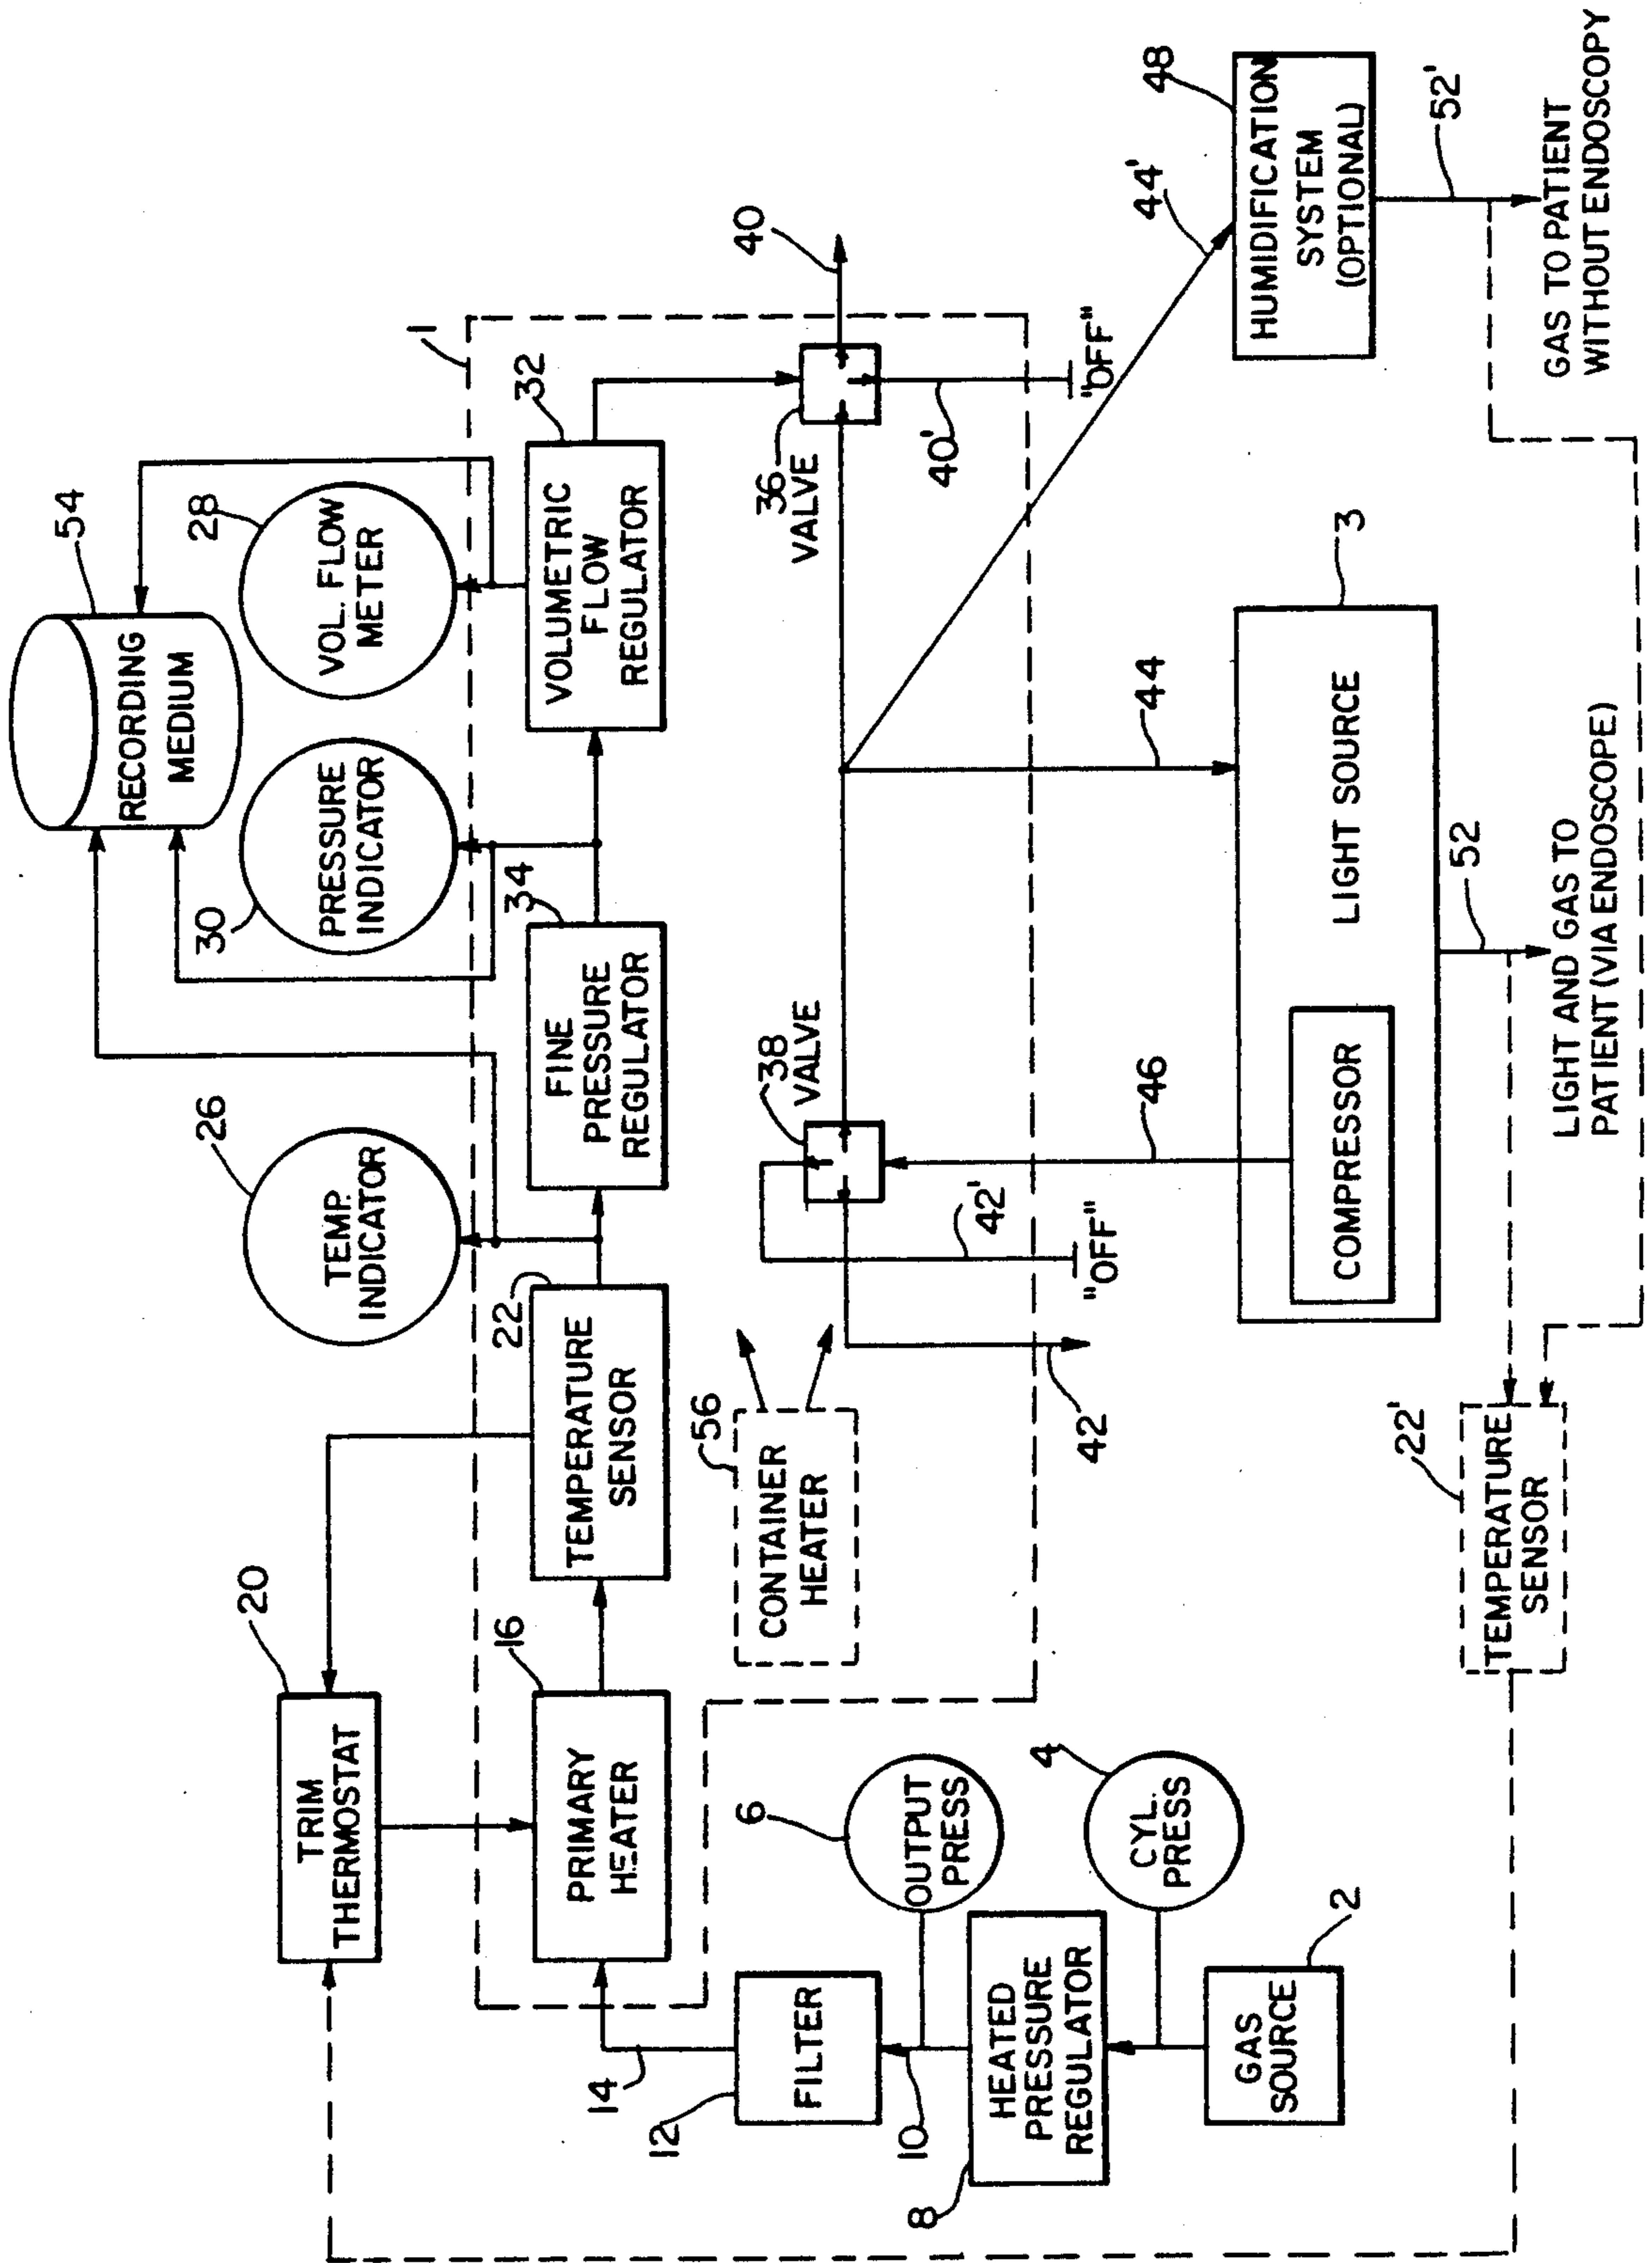 54
RECORDING
MEDIUM
28
VOL. FLOW
METER
30
PRESSURE
INDICATOR
26
TEMP.
INDICATOR
20
TRIM
THERMOSTAT
1
16
PRIMARY
HEATER
22
TEMPERATURE
SENSOR
34
FINE
PRESSURE
REGULATOR
32
VOLUMETRIC
FLOW
REGULATOR
14
12
FILTER
10
6
OUTPUT
PRESS
8
HEATED
PRESSURE
REGULATOR
4
CYL.
PRESS
2
GAS
SOURCE
56
CONTAINER
HEATER
38
VALVE
36
VALVE
40
40'
"OFF"
42'
"OFF"
42
46
44
44'
3
LIGHT SOURCE
COMPRESSOR
48
HUMIDIFICATION
SYSTEM
(OPTIONAL)
22'
TEMPERATURE
SENSOR
52
LIGHT AND GAS TO
PATIENT (VIA ENDOSCOPE)
52'
GAS TO PATIENT
WITHOUT ENDOSCOPY